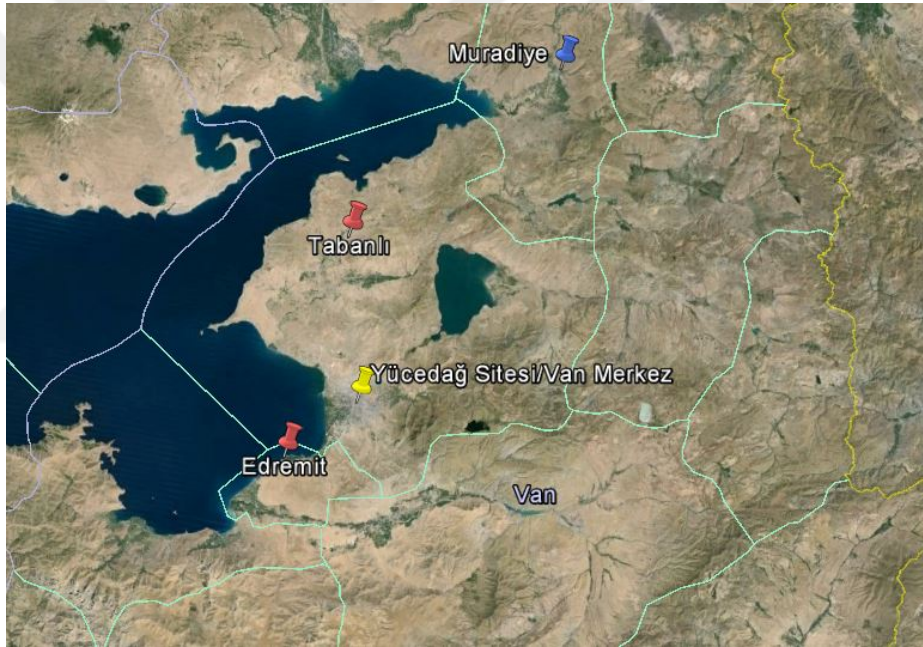 Muradiye
Tabanlı
Yücedağ Sitesi/Van Merkez
Edremit
Van